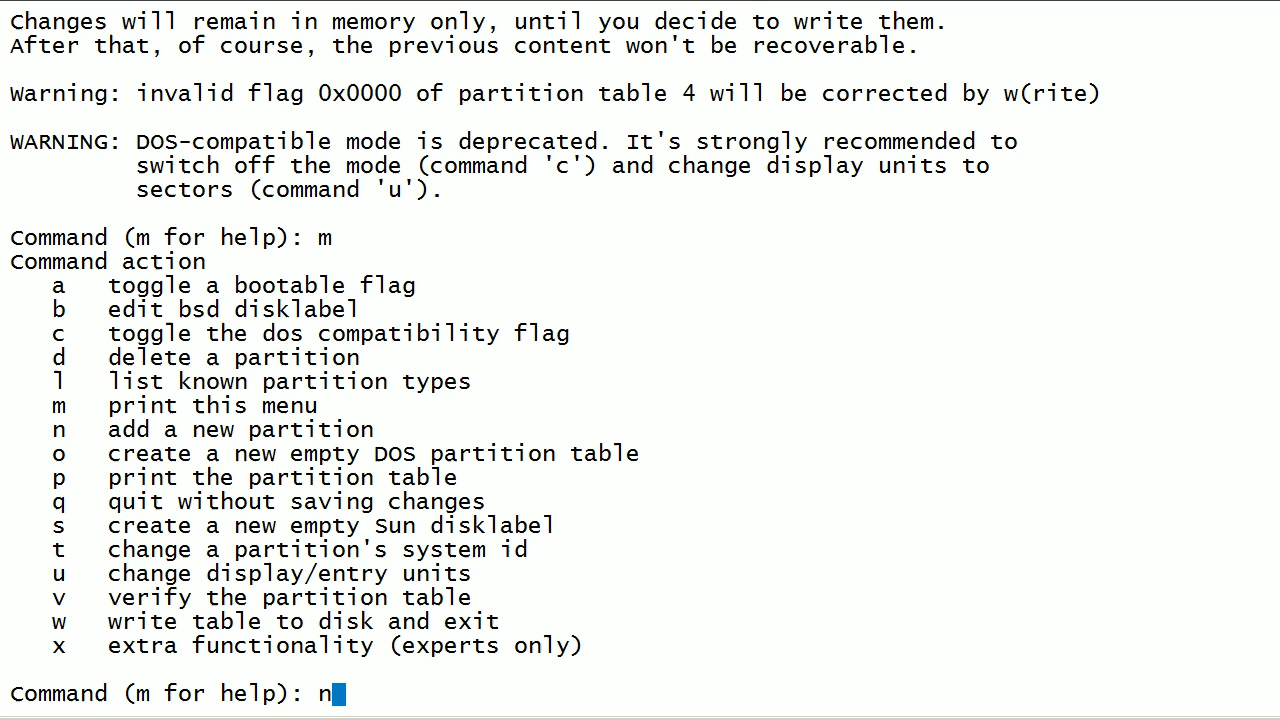 Changes will remain in memory only, until you decide to write them.
After that, of course, the previous content won't be recoverable.
Warning: invalid flag 0x0000 of partition table 4 will be corrected by w(rite)
WARNING: DOS-compatible mode is deprecated. It's strongly recommended to
switch off the mode (command 'c') and change display units to
sectors (command 'u').
Command (m for help): m
Command action
a   toggle a bootable flag
b   edit bsd disklabel
c   toggle the dos compatibility flag
d   delete a partition
l   list known partition types
m   print this menu
n   add a new partition
o   create a new empty DOS partition table
p   print the partition table
q   quit without saving changes
s   create a new empty Sun disklabel
t   change a partition's system id
u   change display/entry units
v   verify the partition table
w   write table to disk and exit
x   extra functionality (experts only)
Command (m for help): n